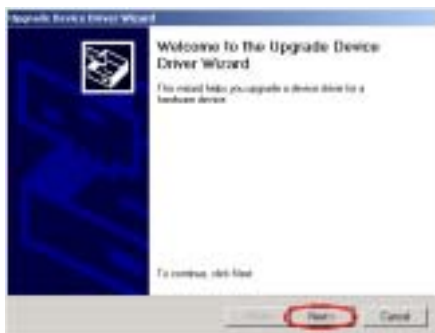 Upgrade Device Driver Wizard
Welcome to the Upgrade Device
Driver Wizard
This wizard helps you upgrade a device driver for a
hardware device.
To continue, click Next.
Next >
Cancel